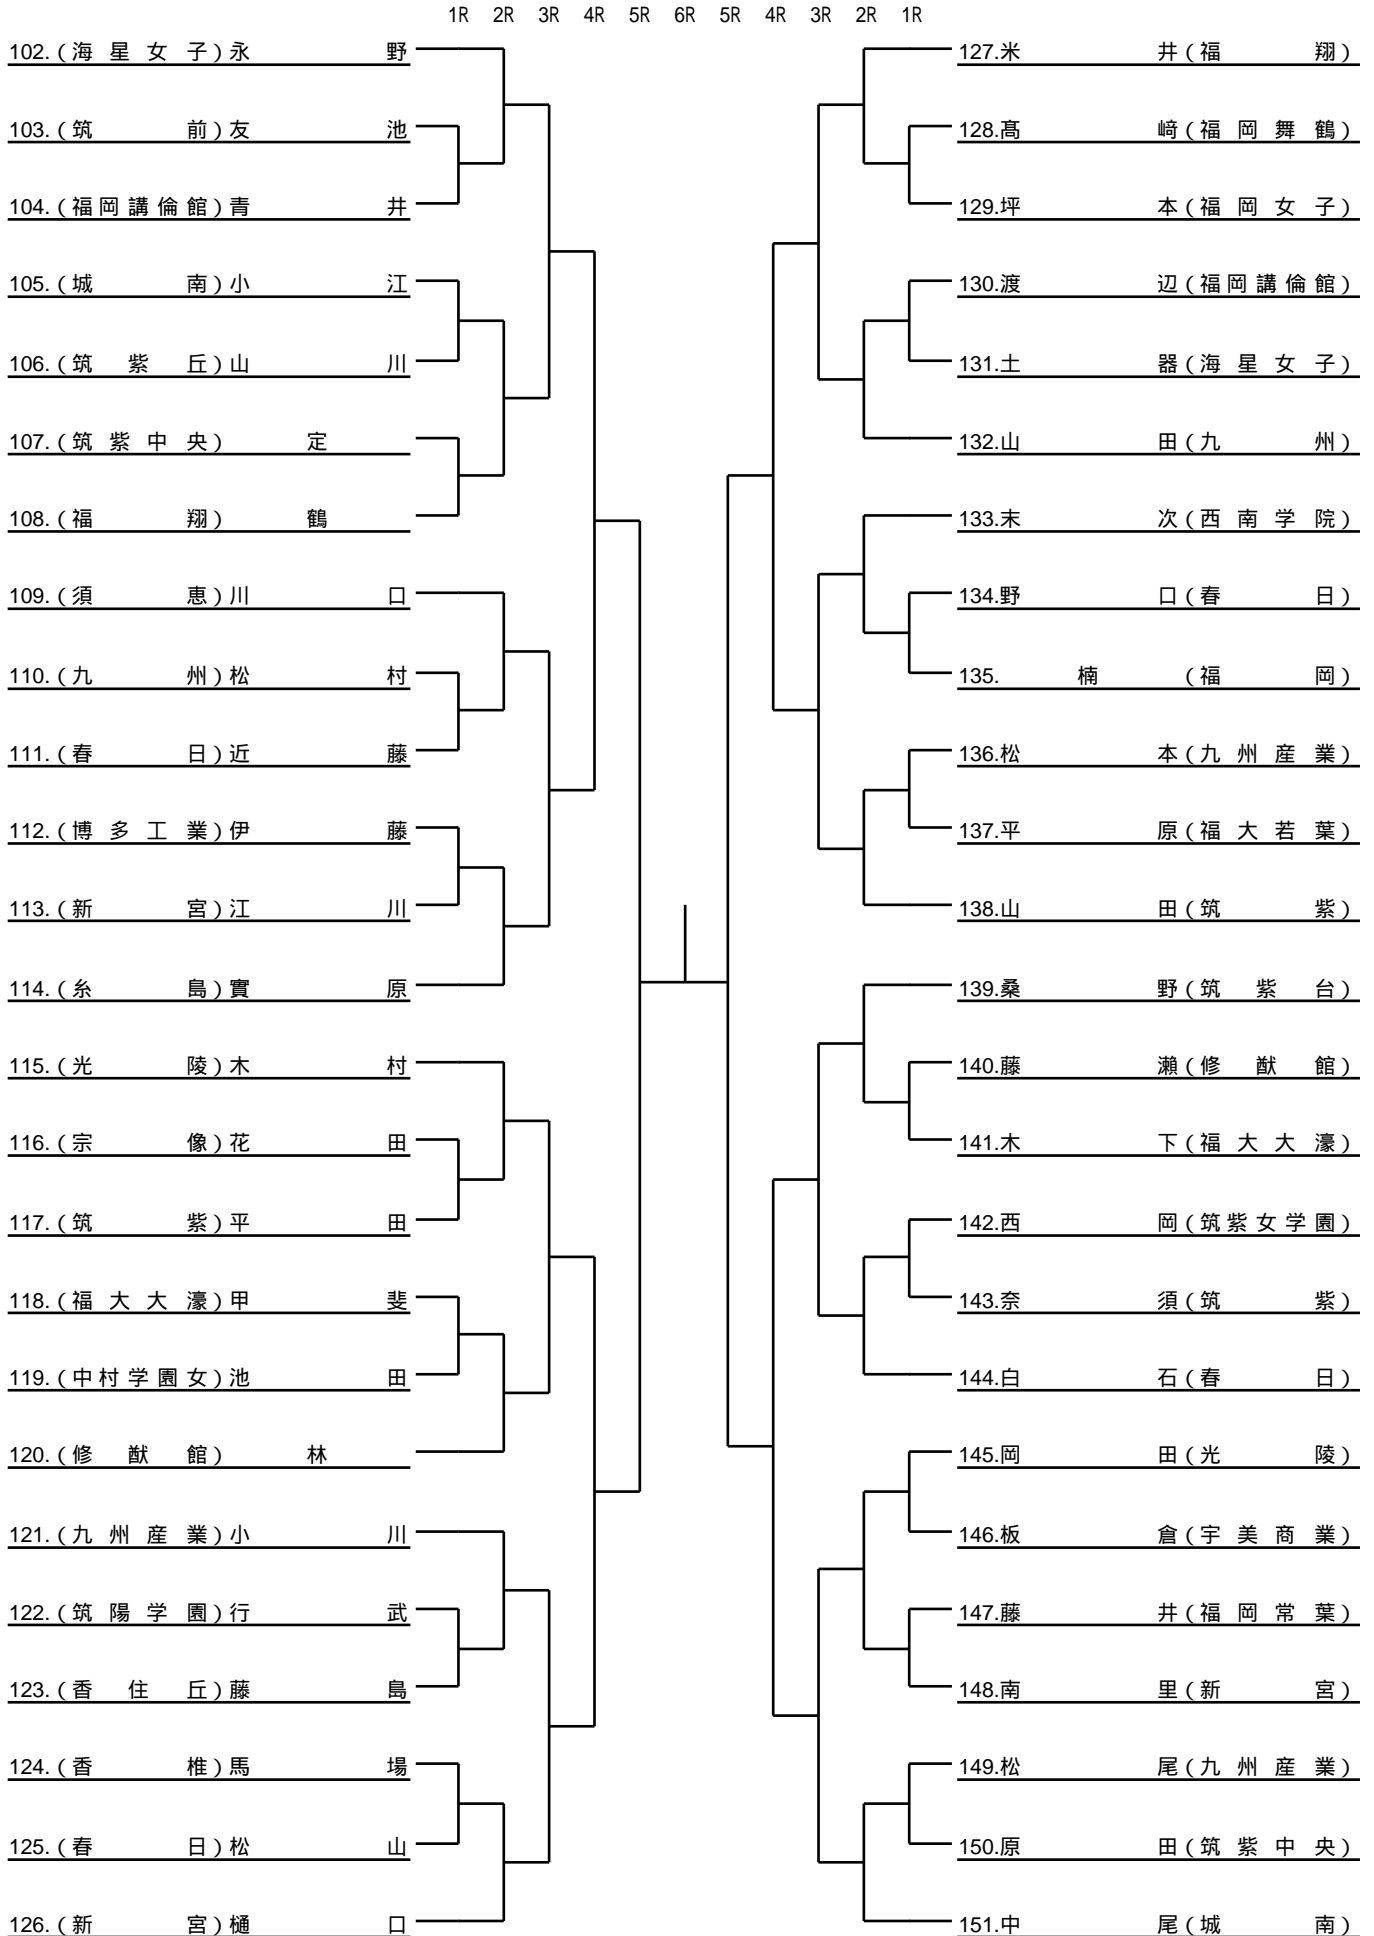 1R 2R 3R 4R 5R 6R 5R 4R 3R 2R 1R
102.(海星女子)永野
103.(筑前)友池
104.(福岡講倫館)青井
105.(城南)小江
106.(筑紫丘)山川
107.(筑紫中央)定
108.(福翔)鶴
109.(須恵)川口
110.(九州)松村
111.(春日)近藤
112.(博多工業)伊藤
113.(新宮)江川
114.(糸島)實原
115.(光陵)木村
116.(宗像)花田
117.(筑紫)平田
118.(福大大濠)甲斐
119.(中村学園女)池田
120.(修猷館)林
121.(九州産業)小川
122.(筑陽学園)行武
123.(香住丘)藤島
124.(香椎)馬場
125.(春日)松山
126.(新宮)樋口
127.米井(福翔)
128.髙﨑(福岡舞鶴)
129.坪本(福岡女子)
130.渡辺(福岡講倫館)
131.土器(海星女子)
132.山田(九州)
133.末次(西南学院)
134.野口(春日)
135.楠(福岡)
136.松本(九州産業)
137.平原(福大若葉)
138.山田(筑紫)
139.桑野(筑紫台)
140.藤瀬(修猷館)
141.木下(福大大濠)
142.西岡(筑紫女学園)
143.奈須(筑紫)
144.白石(春日)
145.岡田(光陵)
146.板倉(宇美商業)
147.藤井(福岡常葉)
148.南里(新宮)
149.松尾(九州産業)
150.原田(筑紫中央)
151.中尾(城南)